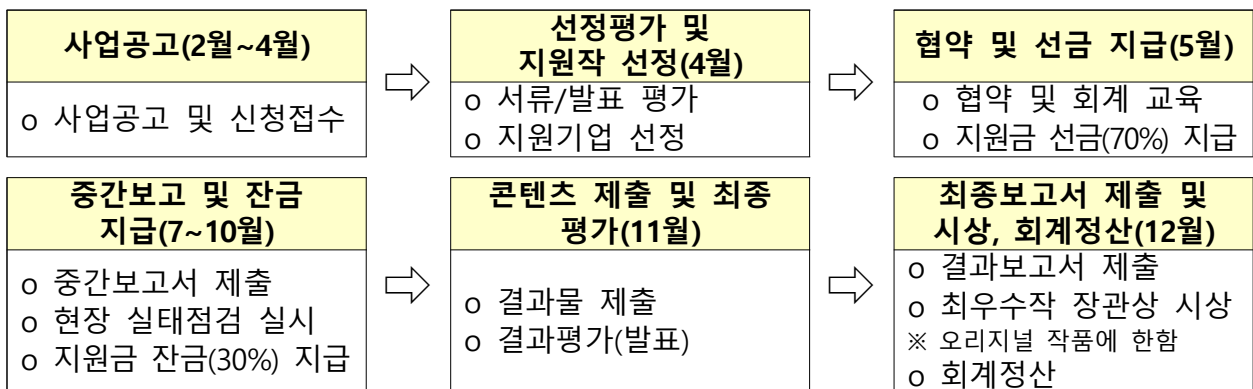 사업공고(2월~4월)
o 사업공고 및 신청접수
선정평가 및
지원작 선정(4월)
o 서류/발표 평가
o 지원기업 선정
협약 및 선금 지급(5월)
o 협약 및 회계 교육
o 지원금 선금(70%) 지급
중간보고 및 잔금
지급(7~10월)
o 중간보고서 제출
o 현장 실태점검 실시
o 지원금 잔금(30%) 지급
콘텐츠 제출 및 최종
평가(11월)
o 결과물 제출
o 결과평가(발표)
최종보고서 제출 및
시상, 회계정산(12월)
o 결과보고서 제출
o 최우수작 장관상 시상
※ 오리지널 작품에 한함
o 회계정산